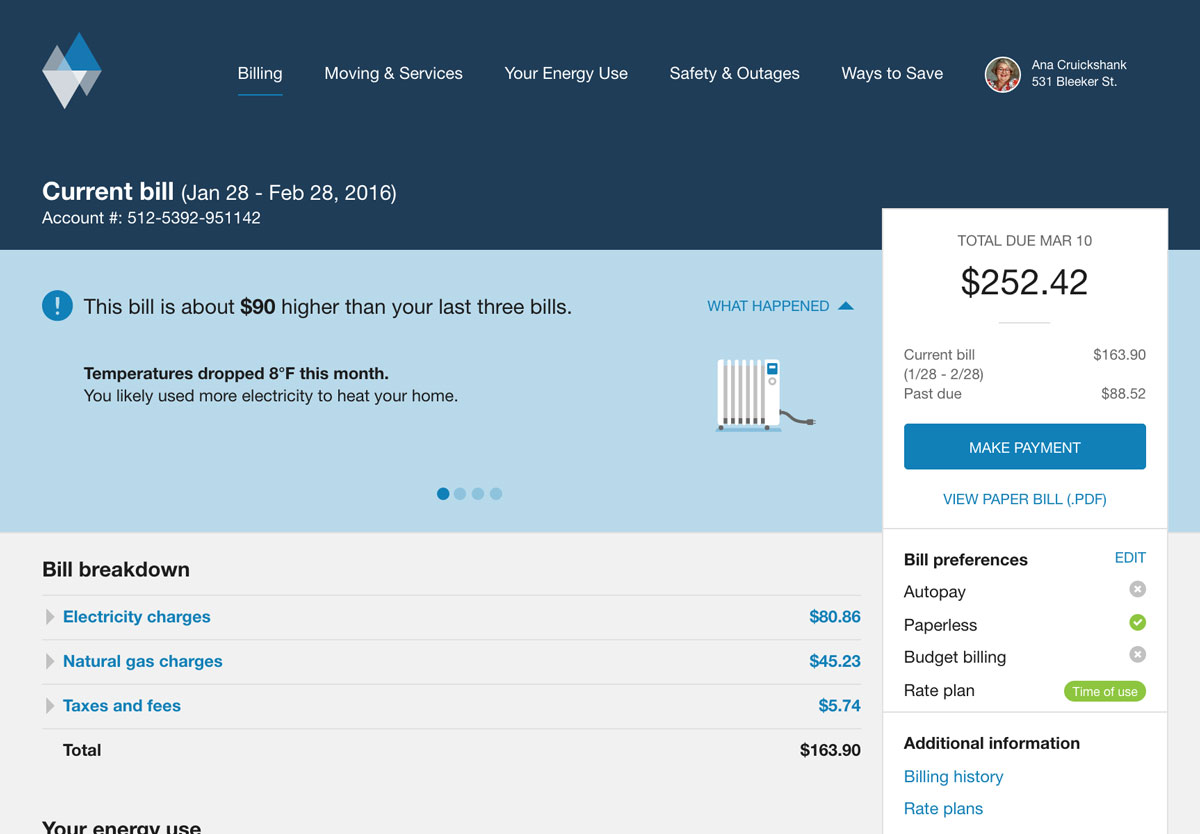 Billing
Moving & Services
Your Energy Use
Safety & Outages
Ways to Save
Ana Cruickshank
531 Bleeker St.
Current bill (Jan 28 - Feb 28, 2016)
Account #: 512-5392-951142
This bill is about $90 higher than your last three bills.
WHAT HAPPENED
Temperatures dropped 8°F this month.
You likely used more electricity to heat your home.
TOTAL DUE MAR 10
$252.42
Current bill $163.90
(1/28 - 2/28)
Past due $88.52
MAKE PAYMENT
VIEW PAPER BILL (.PDF)
Bill breakdown
Electricity charges $80.86
Natural gas charges $45.23
Taxes and fees $5.74
Total $163.90
Your energy use
Bill preferences EDIT
Autopay
Paperless
Budget billing
Rate plan Time of use
Additional information
Billing history
Rate plans